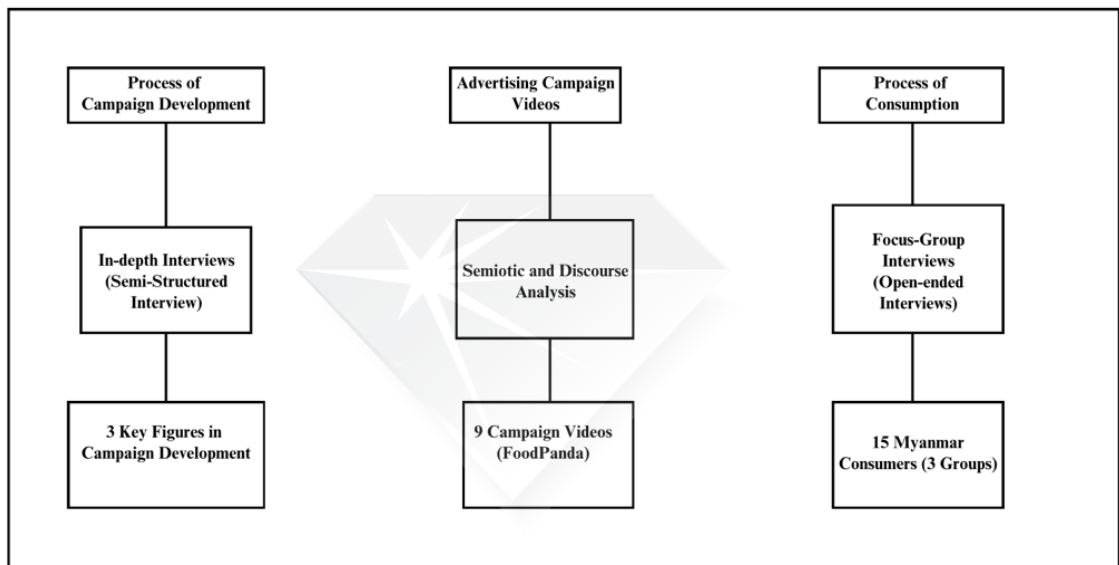 Process of
Campaign Development
Advertising Campaign
Videos
Process of
Consumption
In-depth Interviews
(Semi-Structured
Interview)
Semiotic and Discourse
Analysis
Focus-Group
Interviews
(Open-ended
Interviews)
3 Key Figures in
Campaign Development
9 Campaign Videos
(FoodPanda)
15 Myanmar
Consumers (3 Groups)